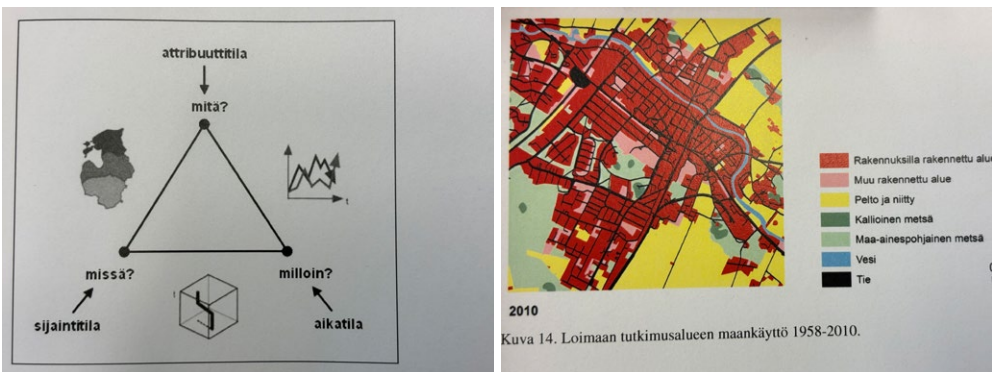 attribuuttitila
mitä?
t
missä?
milloin?
t
sijaintitila
aikatila
Rakennuksilla rakennettu
Muu rakennettu alue
Pelto ja niitty
Kallioinen metsä
Maa-ainespohjainen metsä
Vesi
Tie
2010
Kuva 14. Loimaan tutkimusalueen maankäyttö 1958-2010.